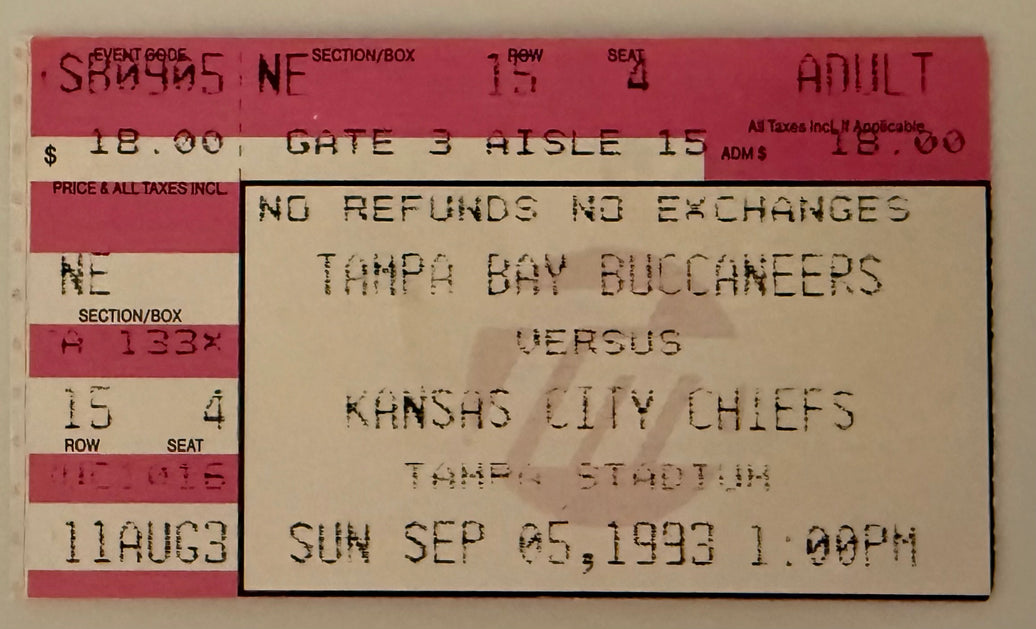 EVENT CODE SECTION/BOX ROW SEAT
SB0905 NE 15 4 ADULT
All Taxes Incl. If Applicable
$ 18.00 GATE 3 AISLE 15 ADM $ 18.00
PRICE & ALL TAXES INCL.
NO REFUNDS NO EXCHANGES
NE
TAMPA BAY BUCCANEERS
SECTION/BOX
A 133X
VERSUS
15 4
KANSAS CITY CHIEFS
ROW SEAT
TAMPA STADIUM
11AUG3
SUN SEP 05,1993 1:00PM